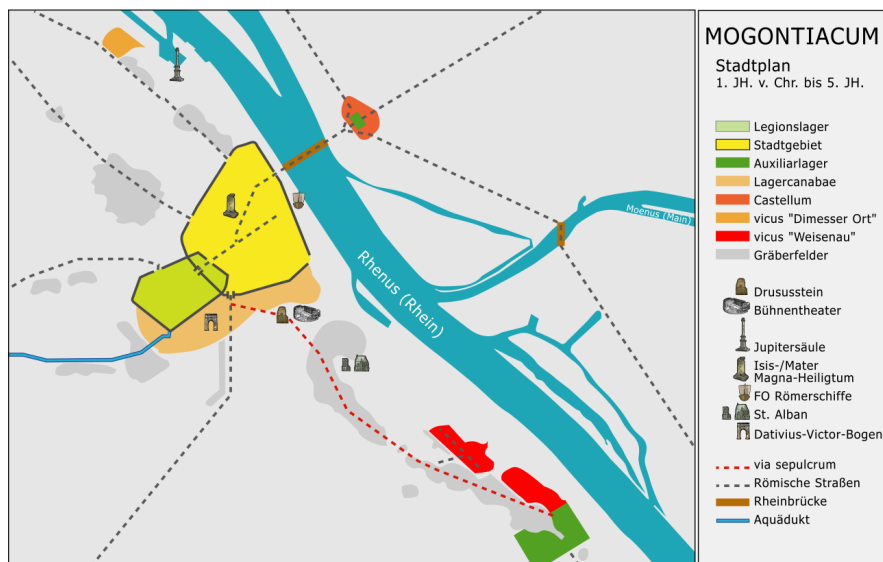 MOGONTIACUM
Stadtplan
1. JH. v. Chr. bis 5. JH.
Legionslager
Stadtgebiet
Auxiliarlager
Lagercanabae
Castellum
vicus "Dimesser Ort"
vicus "Weisenau"
Gräberfelder
Drususstein
Bühnentheater
Jupitersäule
Isis-/Mater
Magna-Heiligtum
FO Römerschiffe
St. Alban
Dativius-Victor-Bogen
via sepulcrum
Römische Straßen
Rheinbrücke
Aquädukt
Moenus (Main)
Rhenus (Rhein)